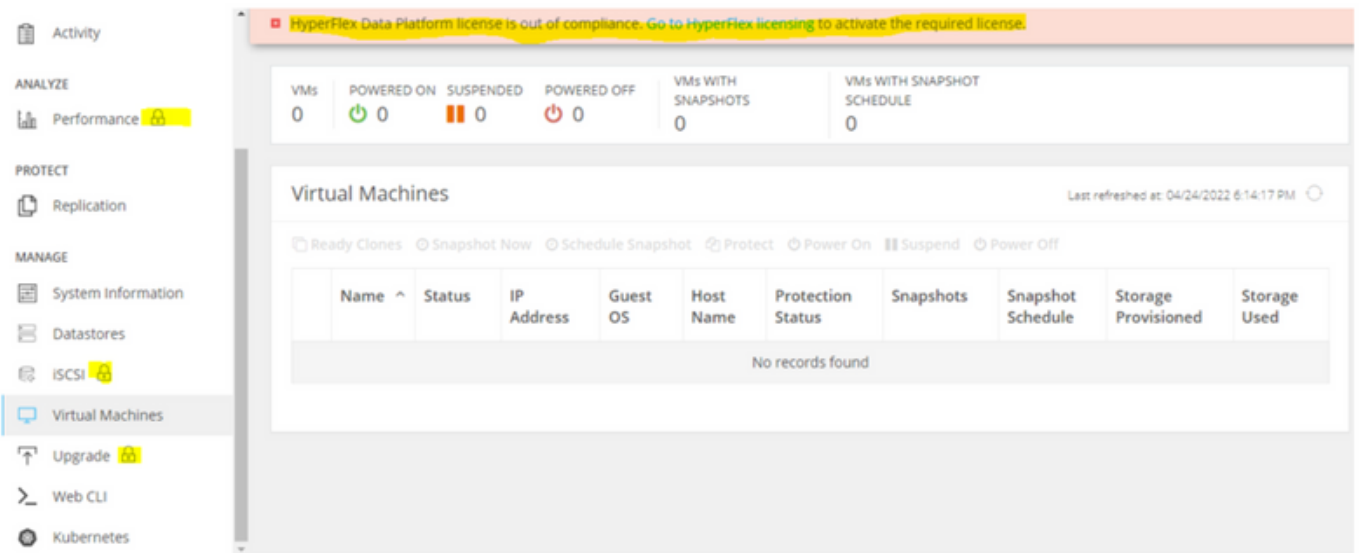 HyperFlex Data Platform license is out of compliance. Go to HyperFlex licensing to activate the required license.
Activity
ANALYZE
Performance
PROTECT
Replication
MANAGE
System Information
Datastores
iSCSI
Virtual Machines
Upgrade
Web CLI
Kubernetes
VMs
0
POWERED ON
0
SUSPENDED
0
POWERED OFF
0
VMs WITH
SNAPSHOTS
0
VMs WITH SNAPSHOT
SCHEDULE
0
Virtual Machines
Last refreshed at: 04/24/2022 6:14:17 PM
Ready Clones Snapshot Now Schedule Snapshot Protect Power On Suspend Power Off
Name Status IP Address Guest OS Host Name Protection Status Snapshots Snapshot Schedule Storage Provisioned Storage Used
No records found